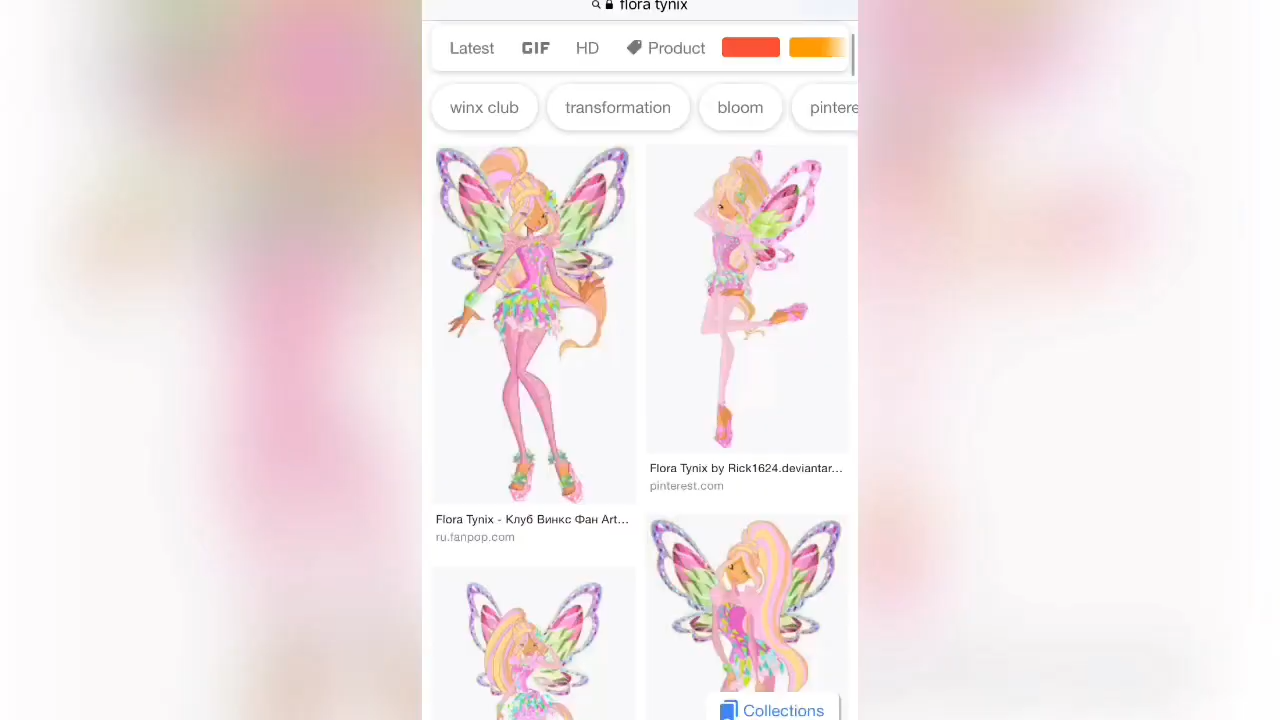 flora tynix
Latest GIF HD Product
winx club transformation bloom pintere
Flora Tynix by Rick1624.deviantar...
pinterest.com
Flora Tynix - Клуб Винкс Фан Art...
ru.fanpop.com
Collections